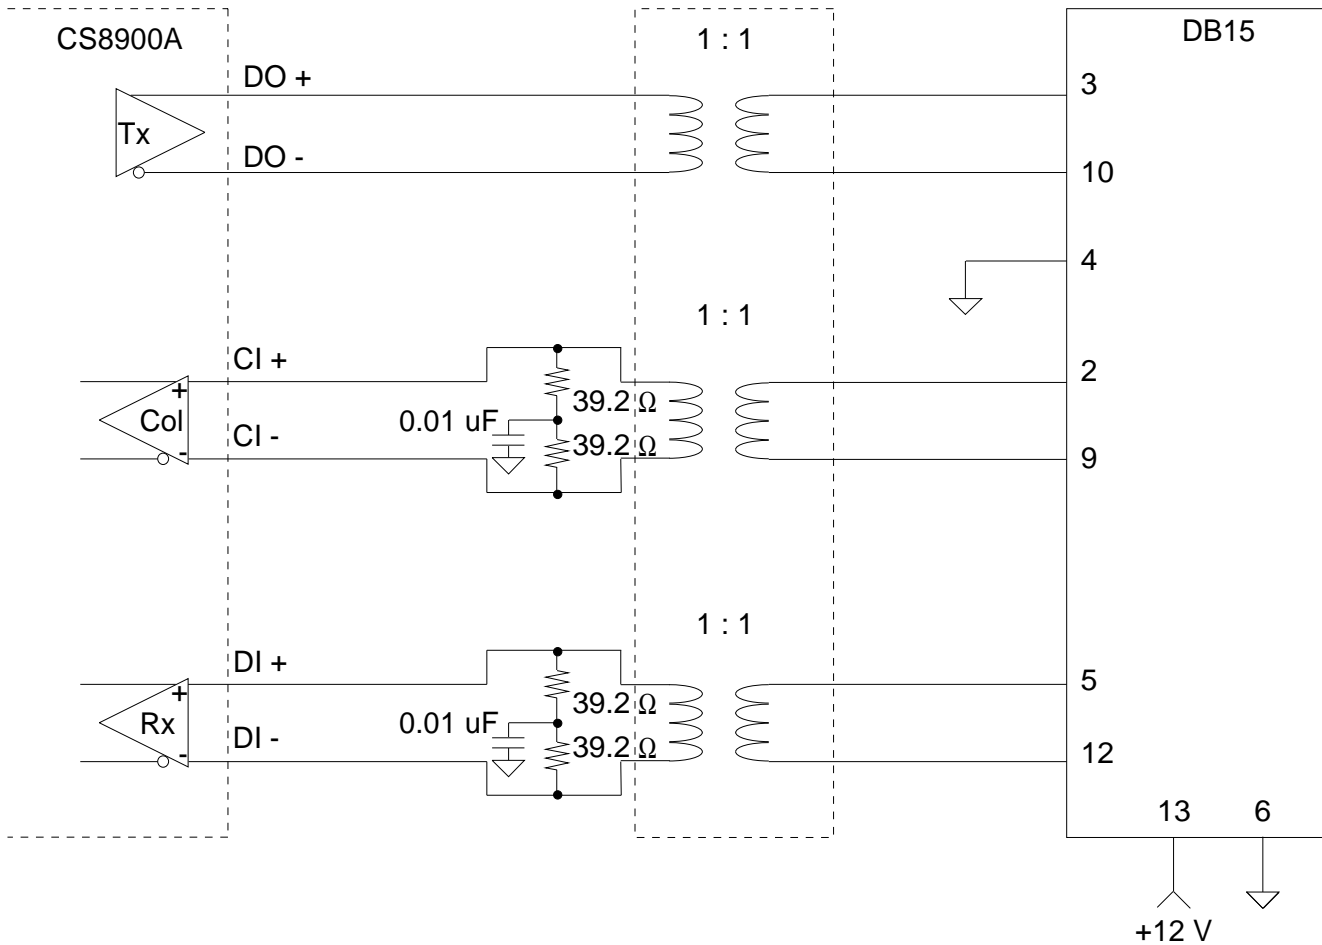 CS8900A
1 : 1
DB15
DO +
3
Tx
DO -
10
4
1 : 1
CI +
2
+
39.2 Ω
Col
0.01 uF
CI -
39.2 Ω
-
9
1 : 1
DI +
5
+
39.2 Ω
Rx
0.01 uF
DI -
39.2 Ω
-
12
13
6
+12 V